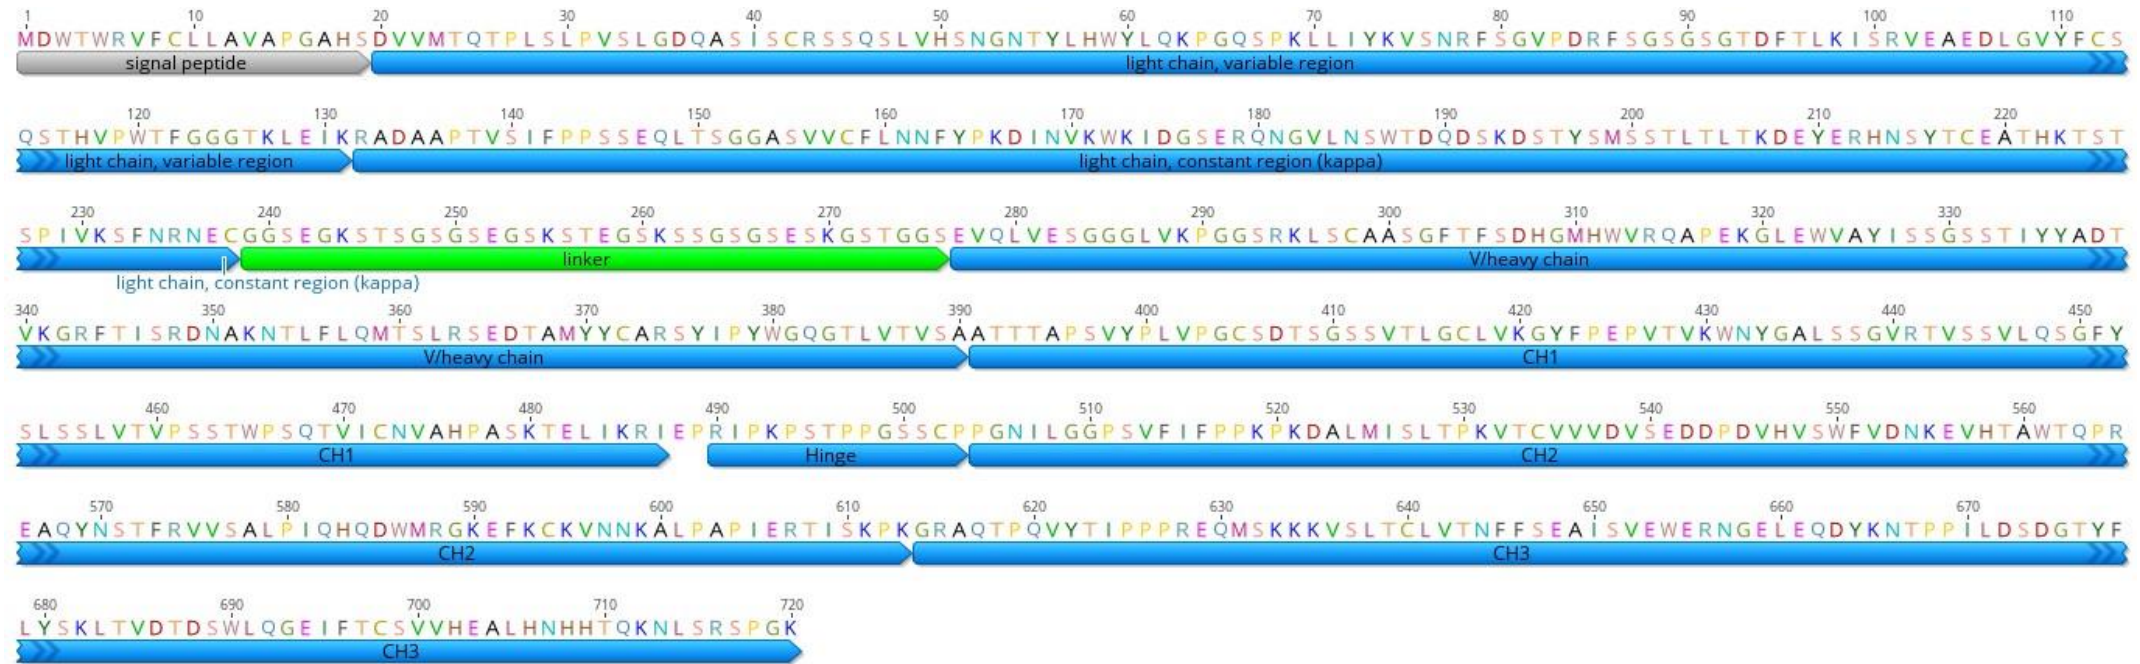 1 10 20 30 40 50 60 70 80 90 100 110
MDWTWRVFCLLAVAPGAHSDVVMTQTPLSLPVSLGDQASISCRSSQSLVHSNGNTYLHWYLQKPGQSPKLLIYKVSNRFSGVPDRFSGSGSGTDFTLKISRVEAEDLGVYFCS
signal peptide light chain, variable region
120 130 140 150 160 170 180 190 200 210 220
QSTHVPWTFGGGTKLEIKRADAAPTVSIFPPSSEQLTSGGASVVCFLNNFYPKDINVKWKIDGSERQNGVLNSWTDQDSKDSTYSMSSTLTLTKDEYERHNSYTCEATHKTST
light chain, variable region light chain, constant region (kappa)
230 240 250 260 270 280 290 300 310 320 330
SPIVKSFNRNECGGSEGKSTSGSGSEGSKSTEGSKSSGSGSESKGSTGGSEVQLVESGGGLVKPGGSRKLSCAASGFTFSDHGMHWVRQAPEKGLEWVAYISSGSSTIYYADT
linker V/heavy chain
light chain, constant region (kappa)
340 350 360 370 380 390 400 410 420 430 440 450
VKGRFTISRDNAKNTLFLQMTSLRSEDTAMYYCARSYIPYWGQGTLVTVSAATTTAPSVYPLVPGCSDTSGSSVTLGCLVKGYFPEPVTVKWNYGALSSGVRTVSSVLQSGFY
V/heavy chain CH1
460 470 480 490 500 510 520 530 540 550 560
SLSSLVTVPSSTWPSQTVICNVAHPASKTELIKRIEPRIPKPSTPPGSSCPPGNILGGPSVFIFPPKPKDALMISLTPKVTCVVVDVSEDDPDVHVSWFVDNKEVHTAWTQPR
CH1 Hinge CH2
570 580 590 600 610 620 630 640 650 660 670
EAQYNSTFRVVSALPIQHQDWMRGKEFKCKVNNKALPAPIERTISKPKGRAQTPQVYTIPPPREQMSKKKVSLTCLVTNFFSEAISVEWERNGELEQDYKNTPPILDSDGTYF
CH2 CH3
680 690 700 710 720
LYSKLTVDTDSWLQGEIFTCSVVHEALHNHHTQKNLSRSPGK
CH3